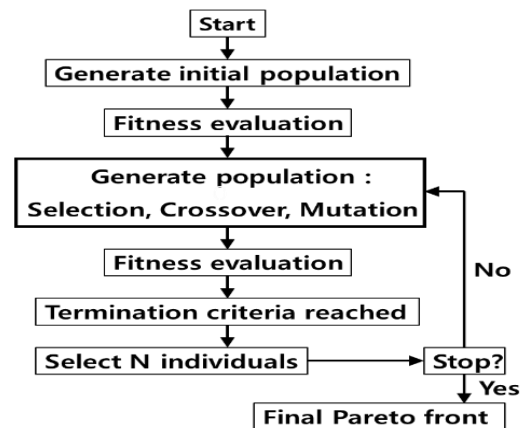 Start
Generate initial population
Fitness evaluation
Generate population :
Selection, Crossover, Mutation
Fitness evaluation
No
Termination criteria reached
Select N individuals
Stop?
Yes
Final Pareto front